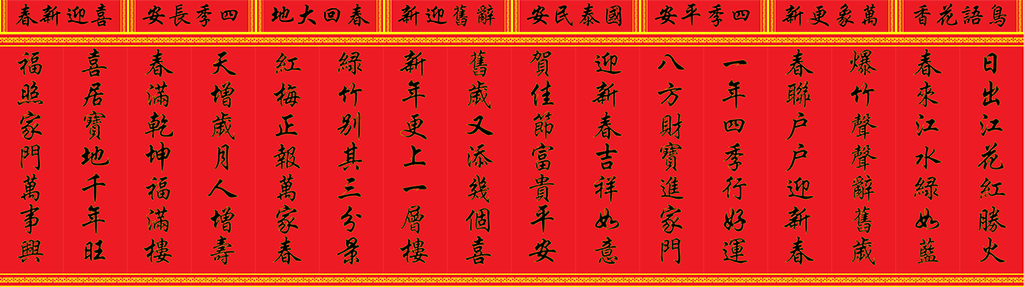 鳥語花香
日出江花紅勝火
春來江水綠如藍
萬象更新
爆竹聲聲辭舊歲
春聯戶戶迎新春
四季平安
一年四季行好運
八方財寶進家門
國泰民安
迎新春吉祥如意
賀佳節富貴平安
辭舊迎新
舊歲又添幾個喜
新年更上一層樓
春回大地
綠竹別其三分景
紅梅正報萬家春
四季長安
天增歲月人增壽
春滿乾坤福滿樓
喜迎新春
喜居寶地千年旺
福照家門萬事興